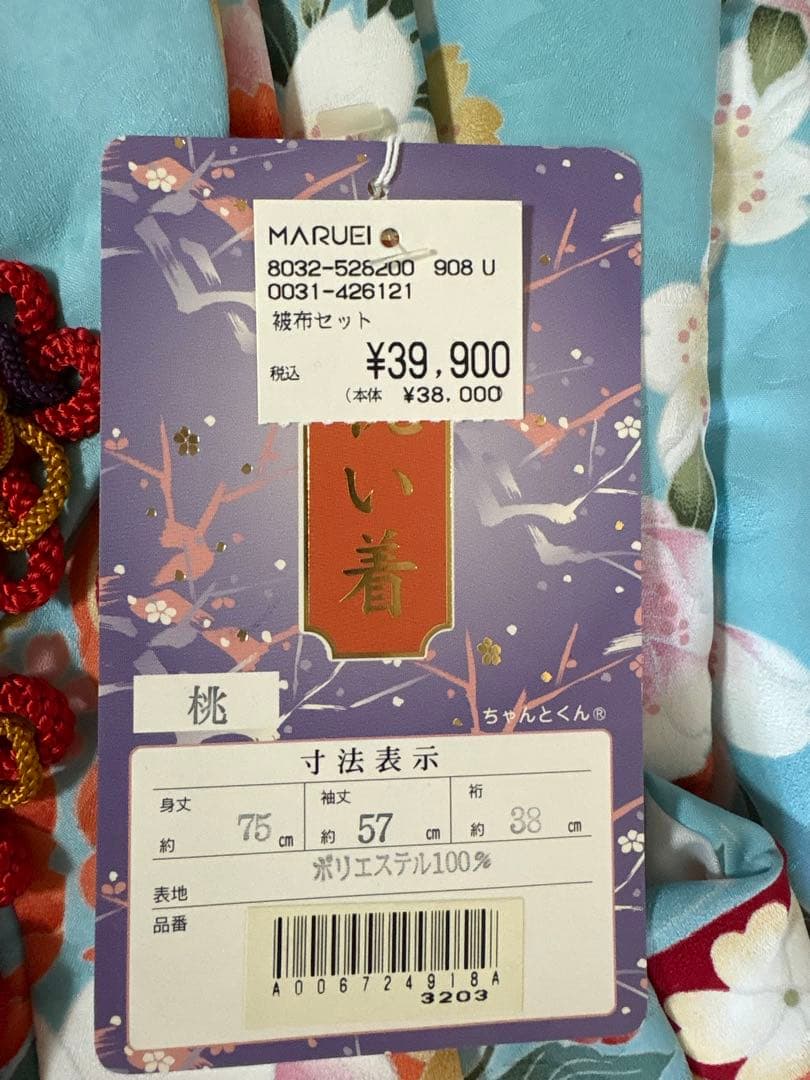 MARUEI
8032-528200 908 U
0031-426121
被布セット
税込 ¥39,900
(本体 ¥38,000)
い着
桃
ちゃんとくん®
寸法表示
身丈 約 75 cm
袖丈 約 57 cm
裄 約 38 cm
ポリエステル100%
表地
品番
A006724918A
3203